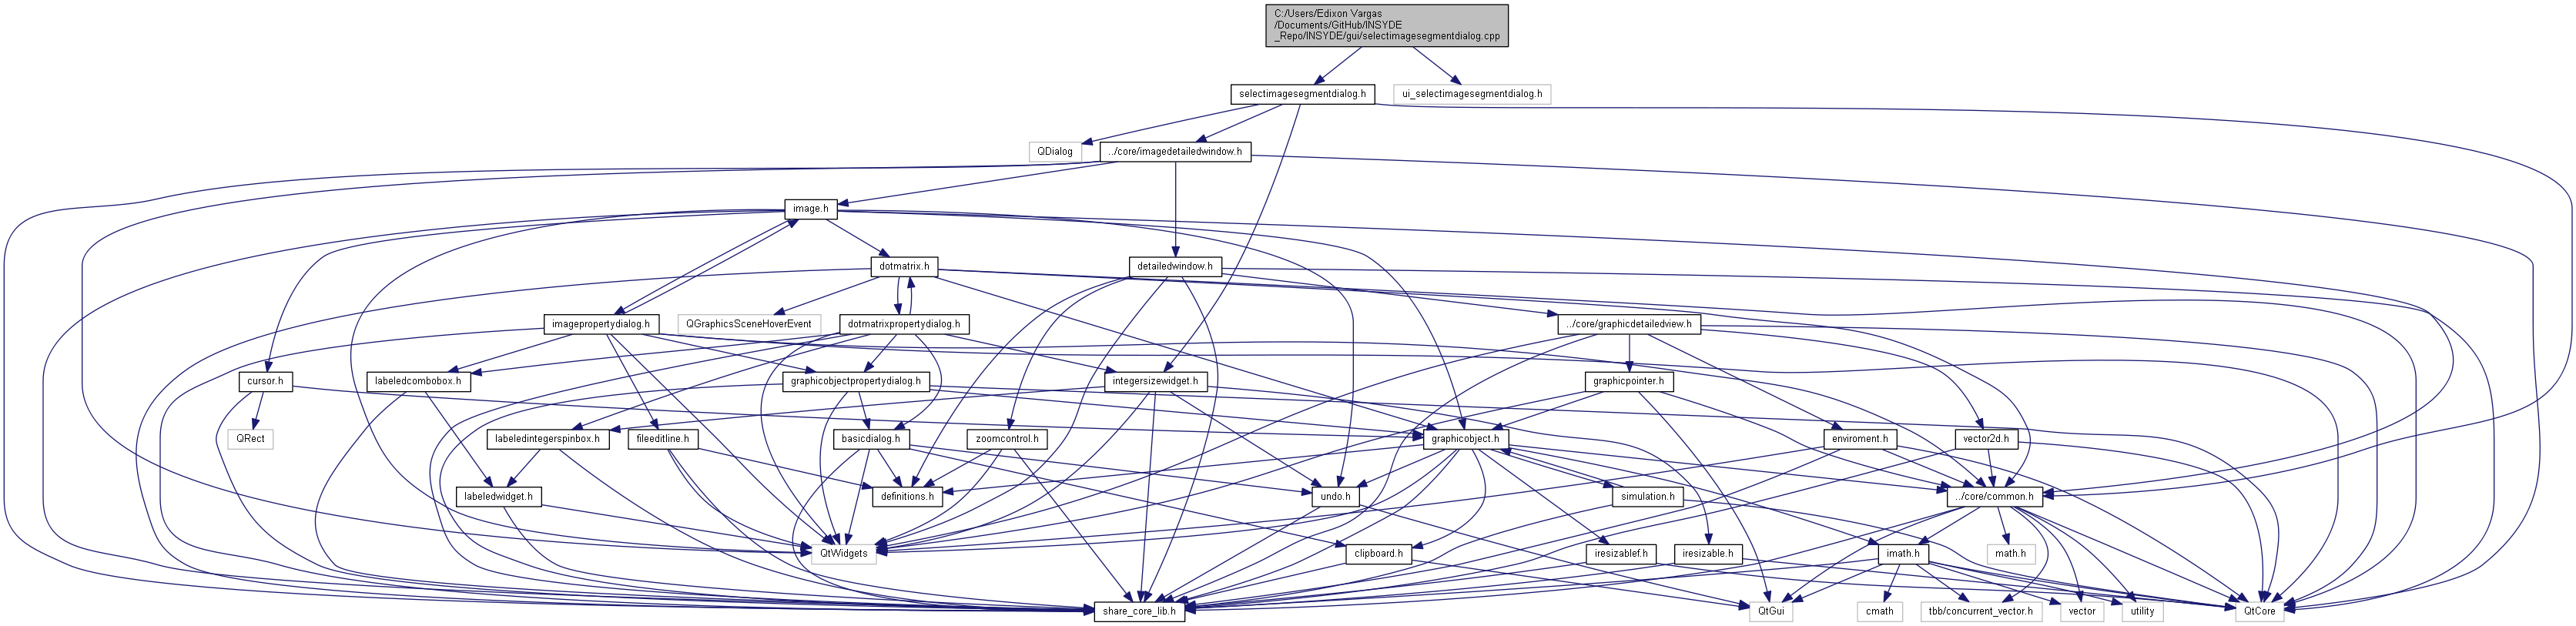 C:/Users/Edixon Vargas
/Documents/GitHub/INSYDE
_Repo/INSYDE/gui/selectimagesegmentdialog.cpp
selectimagesegmentdialog.h
ui_selectimagesegmentdialog.h
QDialog
../core/imagedetailedwindow.h
image.h
dotmatrix.h
detailedwindow.h
imagepropertydialog.h
QGraphicsSceneHoverEvent
dotmatrixpropertydialog.h
../core/graphicdetailedview.h
cursor.h
labeledcombobox.h
graphicobjectpropertydialog.h
integersizewidget.h
graphicpointer.h
QRect
labeledintegerspinbox.h
fileeditline.h
basicdialog.h
zoomcontrol.h
graphicobject.h
enviroment.h
vector2d.h
labeledwidget.h
definitions.h
undo.h
simulation.h
../core/common.h
QtWidgets
clipboard.h
iresizablef.h
iresizable.h
imath.h
math.h
share_core_lib.h
QtGui
cmath
tbb/concurrent_vector.h
vector
utility
QtCore